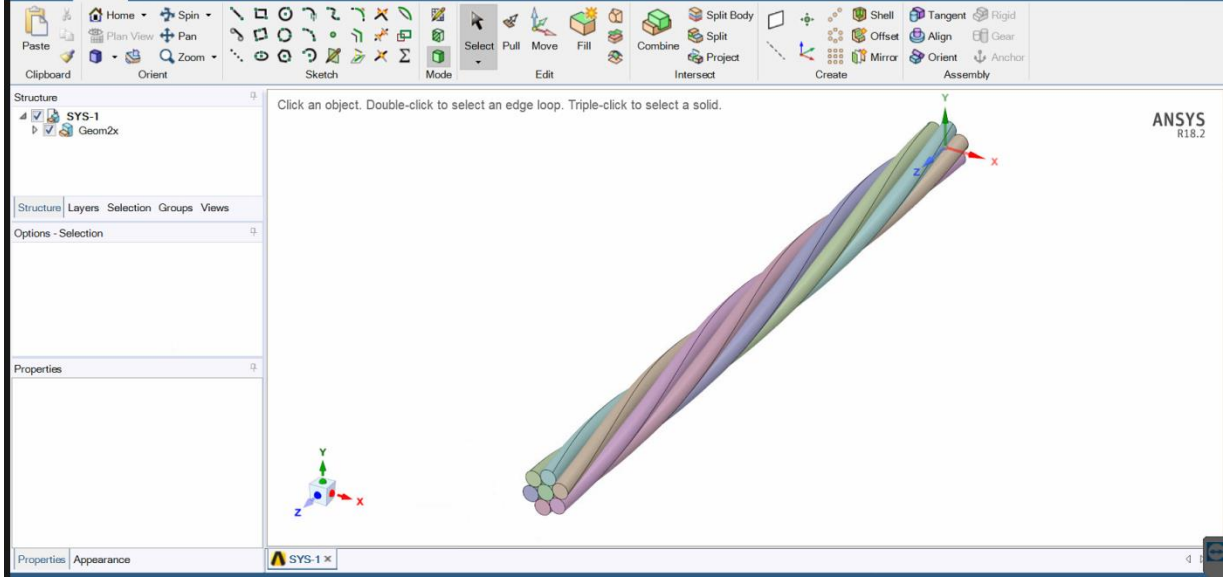 Home Spin Split Body Shell Tangent Rigid
Paste Plan View Pan Select Pull Move Fill Combine Split Offset Align Gear
Zoom Project Mirror Orient Anchor
Clipboard Orient Sketch Mode Edit Intersect Create Assembly
Structure
SYS-1
Geom2x
Structure Layers Selection Groups Views
Options - Selection
Properties
Properties Appearance
Click an object. Double-click to select an edge loop. Triple-click to select a solid.
ANSYS
R18.2
Y
X
Z
Y
X
Z
SYS-1